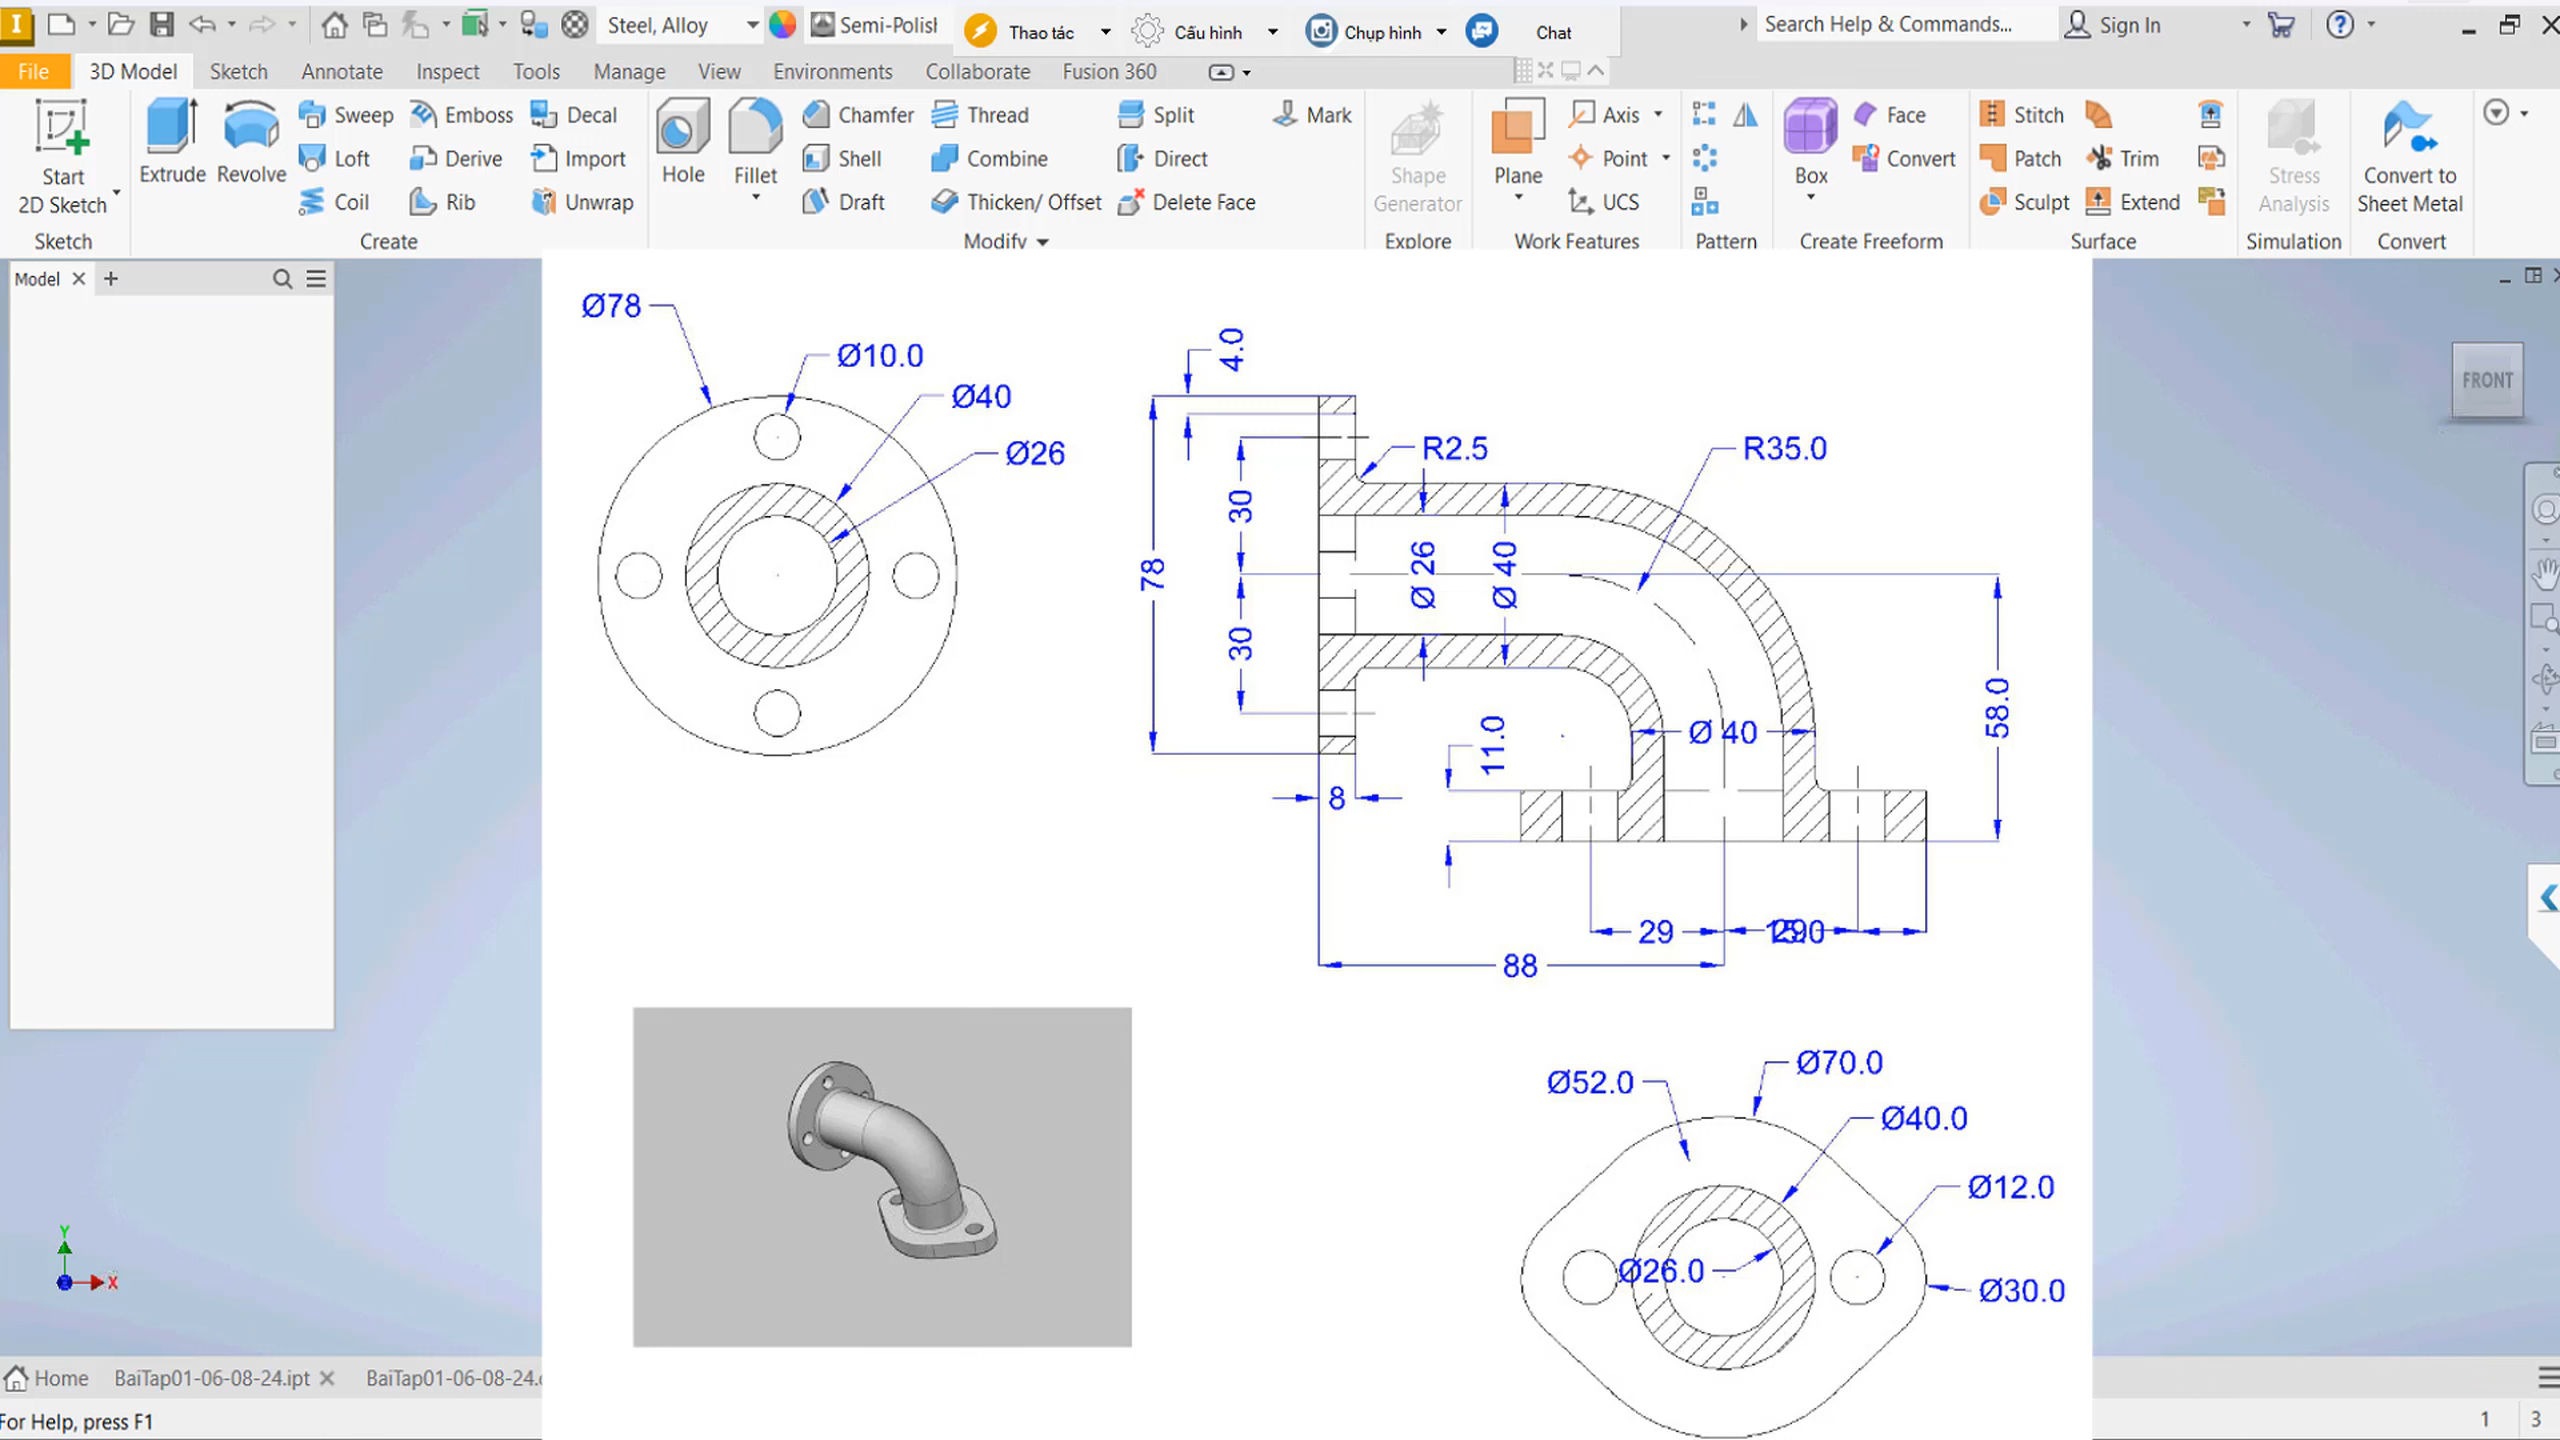 Steel, Alloy
Semi-Polish
Thao tác
Cấu hình
Chụp hình
Chat
Search Help & Commands...
Sign In
File
3D Model
Sketch
Annotate
Inspect
Tools
Manage
View
Environments
Collaborate
Fusion 360
Start
2D Sketch
Sketch
Extrude
Revolve
Sweep
Loft
Coil
Emboss
Derive
Rib
Decal
Import
Unwrap
Create
Hole
Fillet
Chamfer
Shell
Draft
Thread
Combine
Thicken/ Offset
Split
Direct
Delete Face
Mark
Modify
Shape
Generator
Explore
Plane
Axis
Point
UCS
Work Features
Pattern
Box
Face
Convert
Create Freeform
Stitch
Patch
Sculpt
Trim
Extend
Surface
Stress
Analysis
Simulation
Convert to
Sheet Metal
Convert
Model
FRONT
Ø78
Ø10.0
Ø40
Ø26
4.0
R2.5
R35.0
30
78
Ø 26
Ø 40
30
11.0
Ø 40
58.0
8
29
88
Ø70.0
Ø52.0
Ø40.0
Ø12.0
Ø26.0
Ø30.0
Y
X
Home
BaiTap01-06-08-24.ipt
BaiTap01-06-08-24.
For Help, press F1
1
3